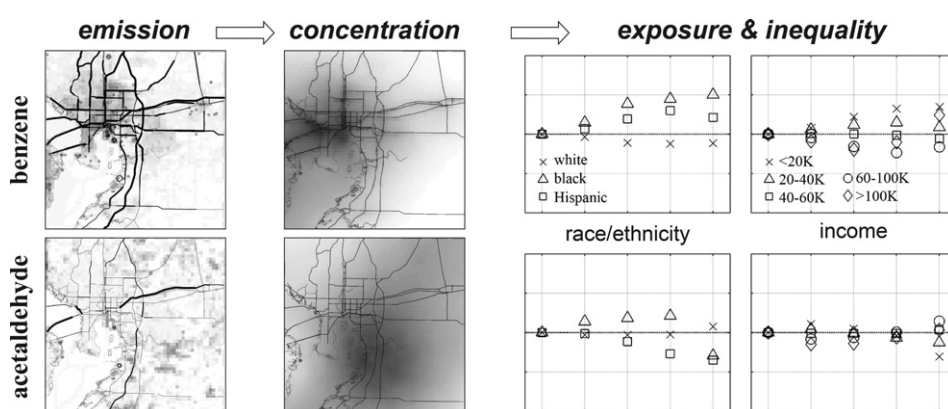 emission
concentration
exposure & inequality
benzene
white
black
Hispanic
<20K
20-40K
40-60K
60-100K
>100K
race/ethnicity
income
acetaldehyde